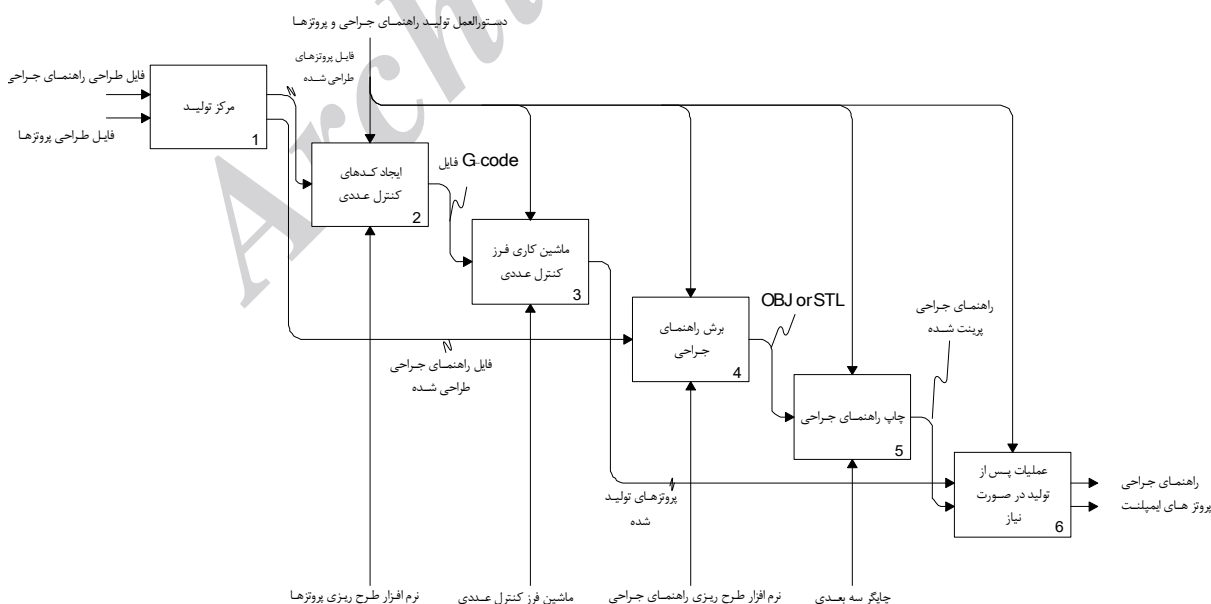 دستورالعمل تولید راهنمای جراحی و پروتزها
فایل پروتزهای
طراحی شده
فایل طراحی راهنمای جراحی
فایل طراحی پروتزها
مرکز تولید
1
ایجاد کدهای
کنترل عددی
2
فایل G-code
ماشین کاری فرز
کنترل عددی
3
فایل راهنمای جراحی
طراحی شده
برش راهنمای
جراحی
4
OBJ or STL
چاپ راهنمای جراحی
5
راهنمای جراحی
پرینت شده
پروتزهای تولید
شده
عملیات پس از
تولید در صورت
نیاز
6
راهنمای جراحی
پروتز های ایمپلنت
نرم افزار طرح ریزی پروتزها
ماشین فرز کنترل عددی
نرم افزار طرح ریزی راهنمای جراحی
چاپگر سه بعدی